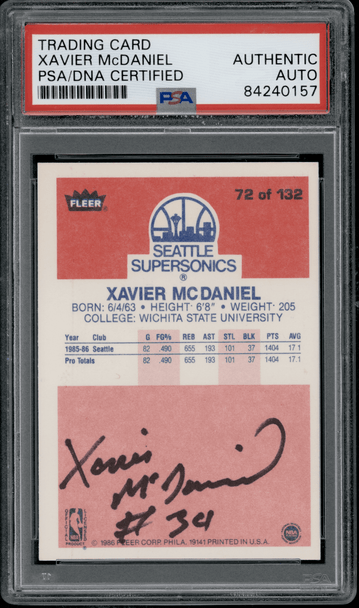 TRADING CARD
XAVIER McDANIEL
PSA/DNA CERTIFIED
AUTHENTIC
AUTO
84240157
PSA
FLEER
72 of 132
SEATTLE
SUPERSONICS
®
XAVIER MC DANIEL
BORN: 6/4/63 • HEIGHT: 6'8" • WEIGHT: 205
COLLEGE: WICHITA STATE UNIVERSITY
Year Club G FG% REB AST STL BLK PTS AVG
1985-86 Seattle 82 .490 655 193 101 37 1404 17.1
Pro Totals 82 .490 655 193 101 37 1404 17.1
Xavier
McDaniel
#34
NBA
© 1986 FLEER CORP. PHILA. 19141 PRINTED IN U.S.A.